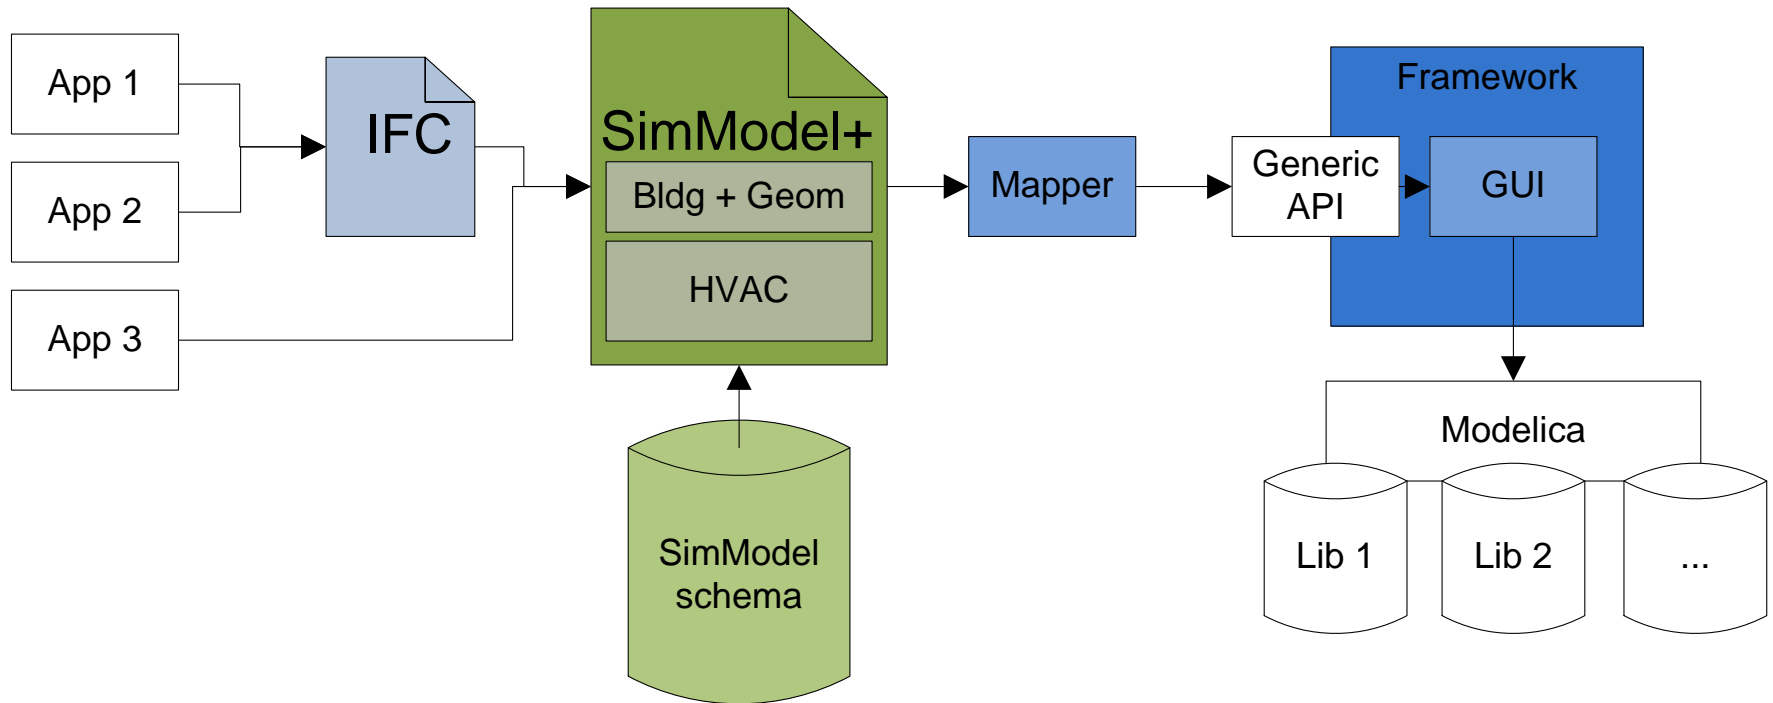 App 1
App 2
App 3
IFC
SimModel+
Bldg + Geom
HVAC
SimModel
schema
Mapper
Generic
API
Framework
GUI
Modelica
Lib 1
Lib 2
...